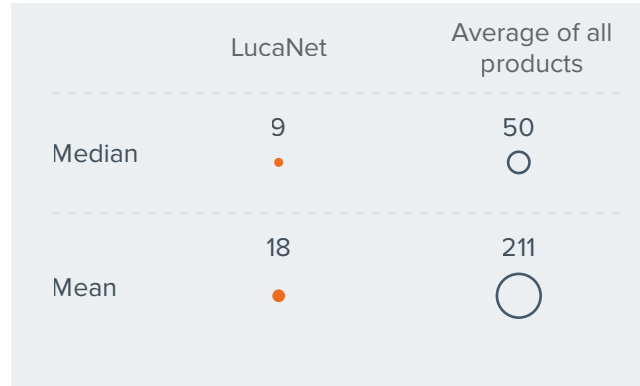 LucaNet
Average of all
products
9
50
Median
18
211
Mean